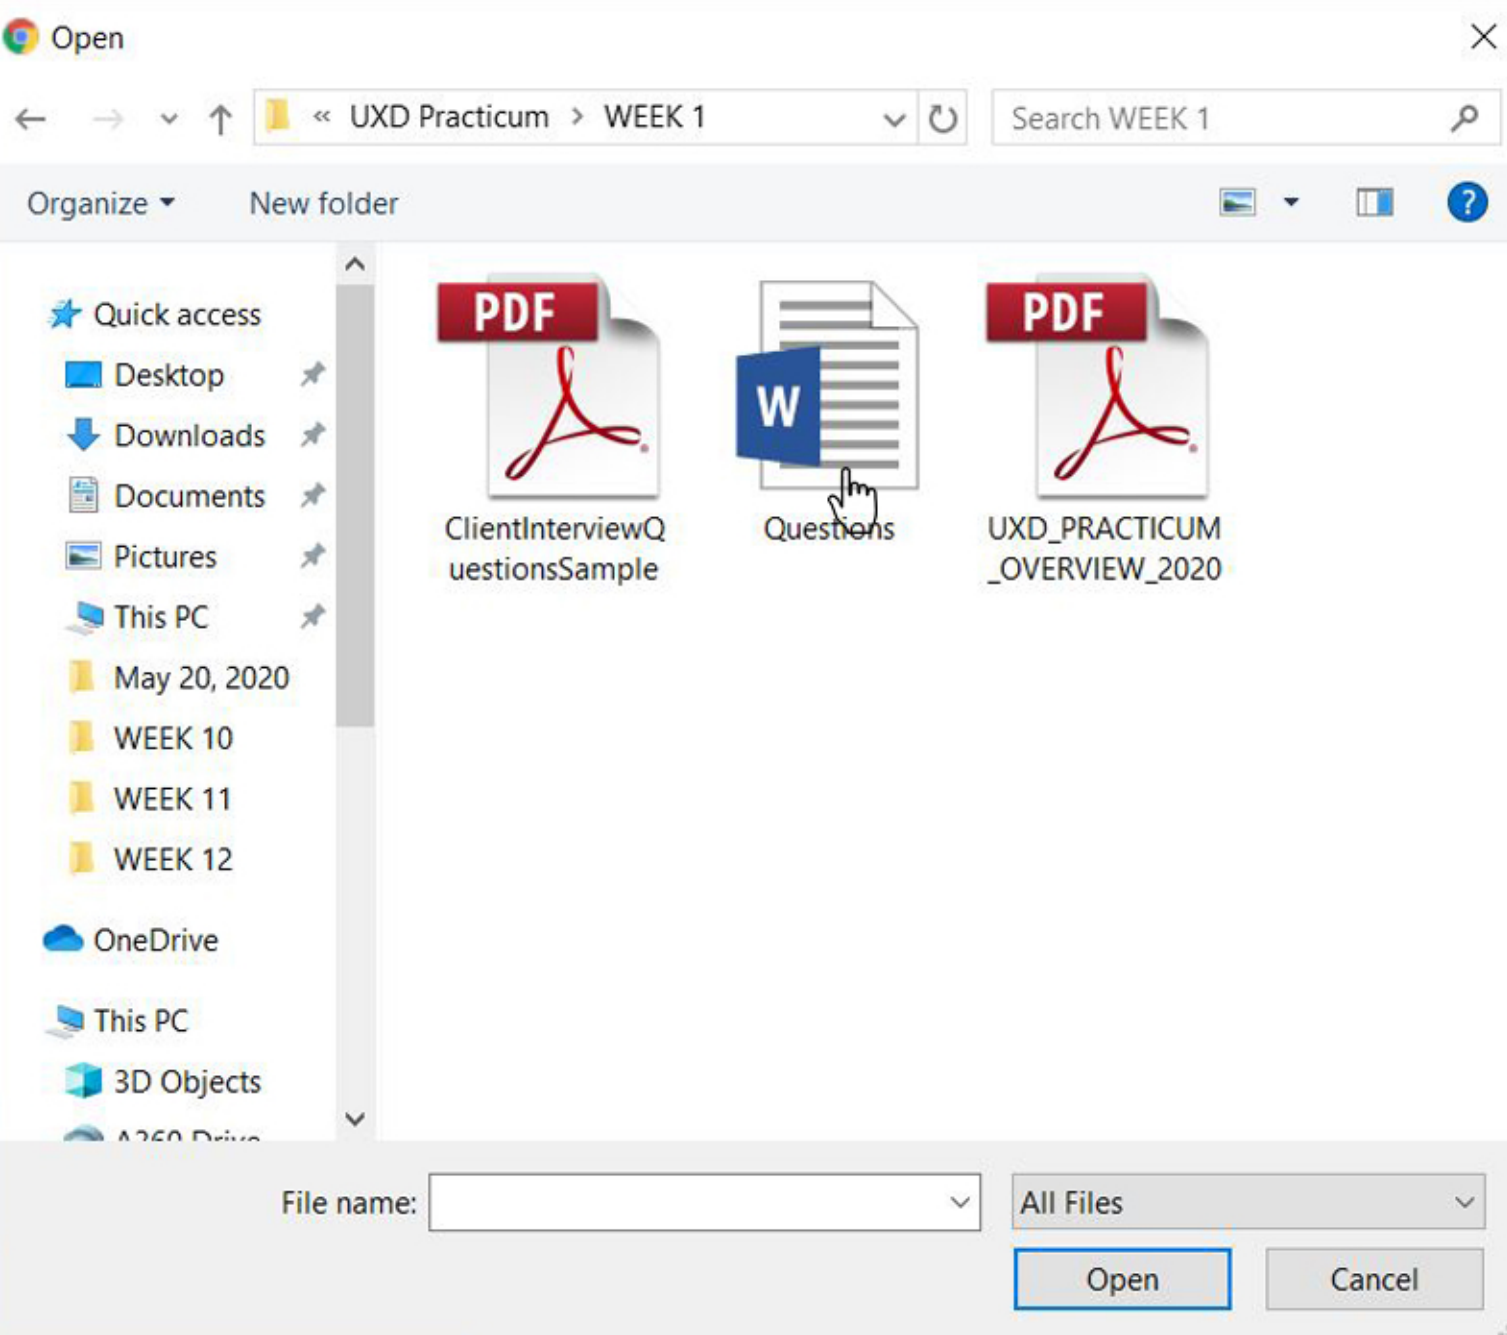 Open
« UXD Practicum > WEEK 1
Search WEEK 1
Organize
New folder
?
Quick access
Desktop
Downloads
Documents
Pictures
This PC
May 20, 2020
WEEK 10
WEEK 11
WEEK 12
OneDrive
This PC
3D Objects
A360 Drive
PDF
ClientInterviewQ
uestionsSample
W
Questions
PDF
UXD_PRACTICUM
_OVERVIEW_2020
File name:
All Files
Open
Cancel